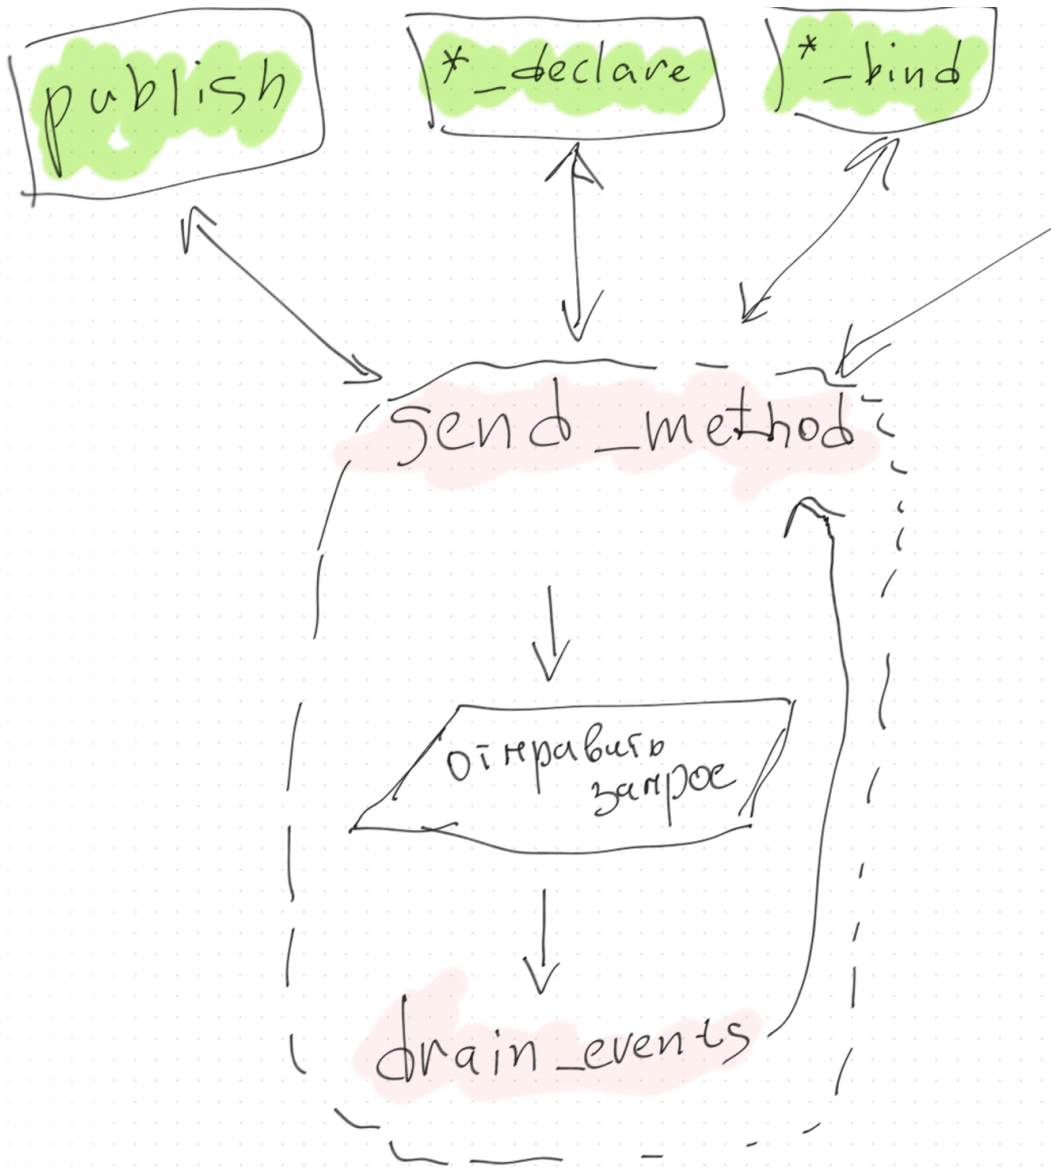 publish
*_declare
*_bind
send_method
отправить
запрос
drain_events